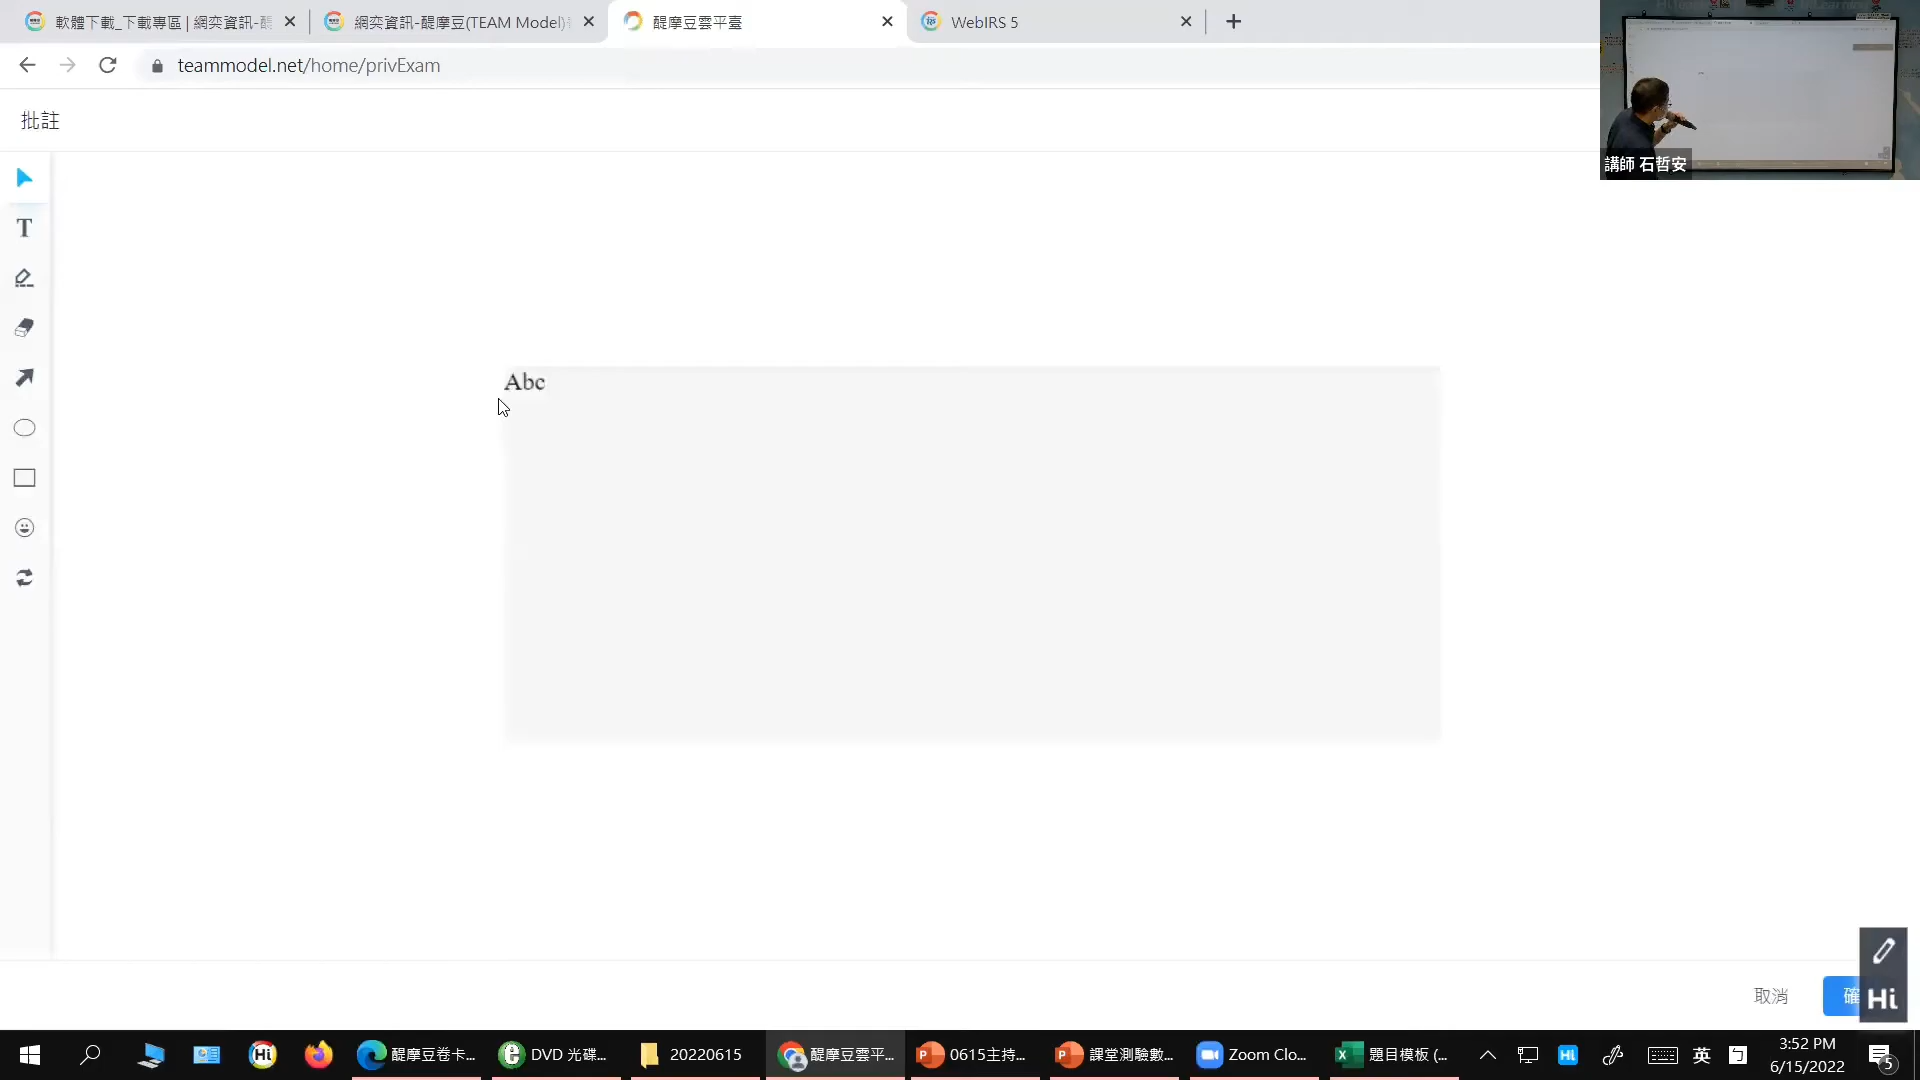 軟體下載_下載專區 | 網奕資訊-醍
網奕資訊-醍摩豆(TEAM Model)
醍摩豆雲平臺
WebIRS 5
teammodel.net/home/privExam
批註
講師 石哲安
T
Abc
取消
確
Hi
Hi
醍摩豆卷卡...
DVD 光碟...
20220615
醍摩豆雲平...
0615主持...
課堂測驗數...
Zoom Clo...
題目模板 (...
Hi
英
3:52 PM
6/15/2022
5